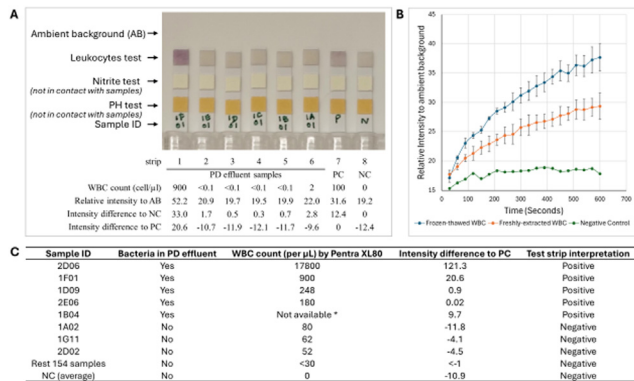 A
Ambient background (AB)
Leukocytes test
Nitrite test
(not in contact with samples)
PH test
(not in contact with samples)
Sample ID
strip 1 2 3 4 5 6 7 8
PD effluent samples PC NC
WBC count (cell/µl) 900 <0.1 <0.1 <0.1 <0.1 2 100 0
Relative intensity to AB 52.2 20.9 19.7 19.5 19.9 22.0 31.6 19.2
Intensity difference to NC 33.0 1.7 0.5 0.3 0.7 2.8 12.4 0
Intensity difference to PC 20.6 -10.7 -11.9 -12.1 -11.7 -9.6 0 -12.4
B
Relative Intensity to ambient background
45
40
35
30
25
20
15
0 100 200 300 400 500 600 700
Time (Seconds)
Frozen-thawed WBC Freshly-extracted WBC Negative Control
C
Sample ID Bacteria in PD effluent WBC count (per µL) by Pentra XL80 Intensity difference to PC Test strip interpretation
2D06 Yes 17800 121.3 Positive
1F01 Yes 900 20.6 Positive
1D09 Yes 248 0.9 Positive
2E06 Yes 180 0.02 Positive
1B04 Yes Not available * 9.7 Positive
1A02 No 80 -11.8 Negative
1G11 No 62 -4.1 Negative
2D02 No 52 -4.5 Negative
Rest 154 samples No <30 <-1 Negative
NC (average) No 0 -10.9 Negative